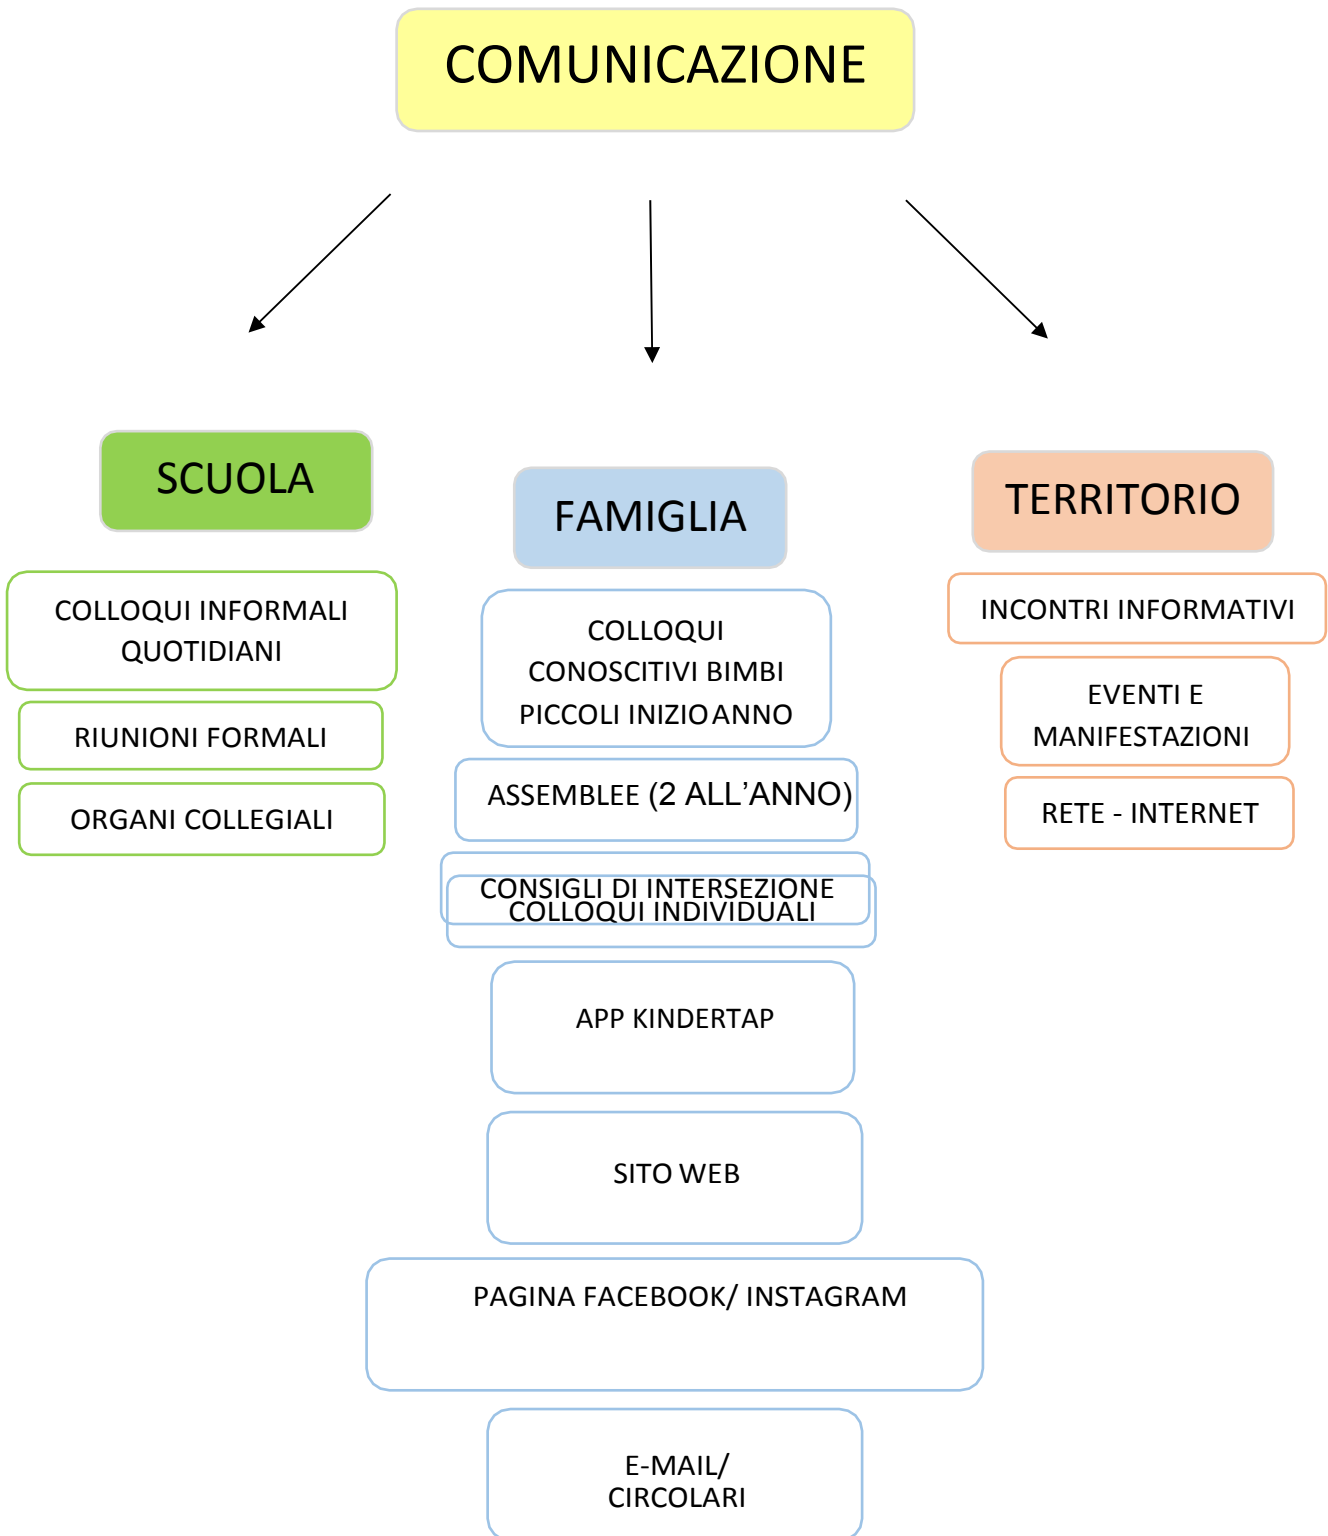 COMUNICAZIONE
SCUOLA
COLLOQUI INFORMALI
QUOTIDIANI
RIUNIONI FORMALI
ORGANI COLLEGIALI
FAMIGLIA
COLLOQUI
CONOSCITIVI BIMBI
PICCOLI INIZIO ANNO
ASSEMBLEE (2 ALL’ANNO)
CONSIGLI DI INTERSEZIONE
COLLOQUI INDIVIDUALI
APP KINDERTAP
SITO WEB
PAGINA FACEBOOK/ INSTAGRAM
E-MAIL/
CIRCOLARI
TERRITORIO
INCONTRI INFORMATIVI
EVENTI E
MANIFESTAZIONI
RETE - INTERNET